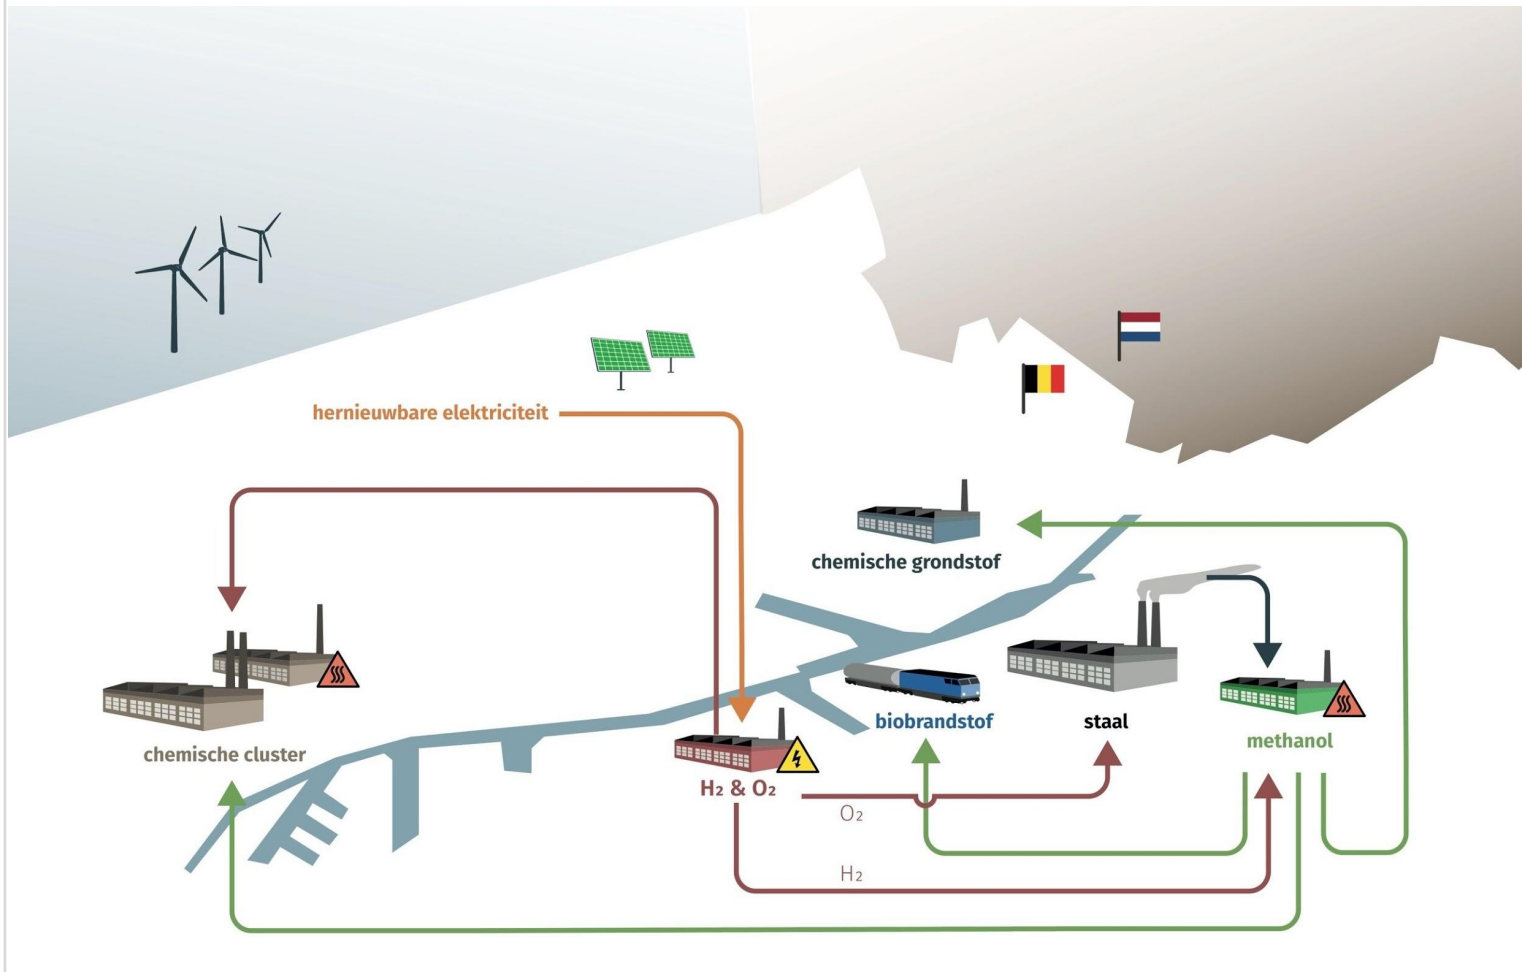 hernieuwbare elektriciteit
chemische grondstof
biobrandstof
staal
methanol
chemische cluster
H₂ & O₂
O₂
H₂